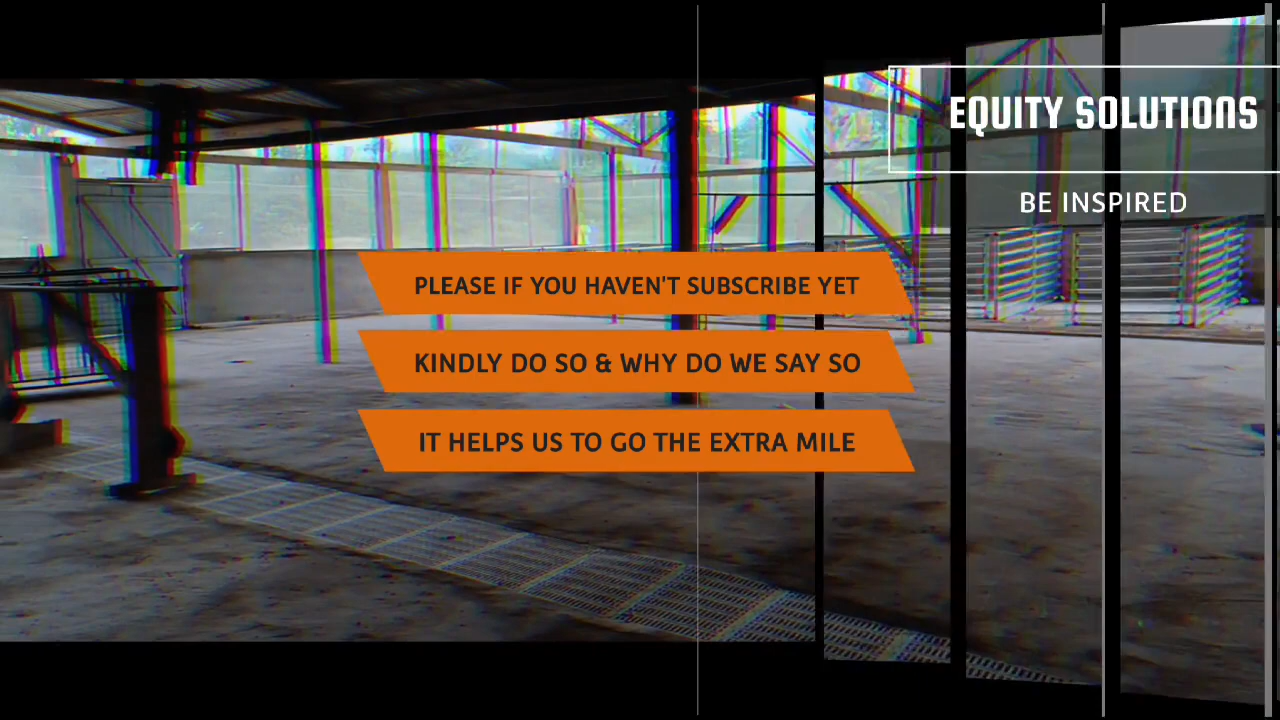 EQUITY SOLUTIONS
BE INSPIRED
PLEASE IF YOU HAVEN'T SUBSCRIBE YET
KINDLY DO SO & WHY DO WE SAY SO
IT HELPS US TO GO THE EXTRA MILE